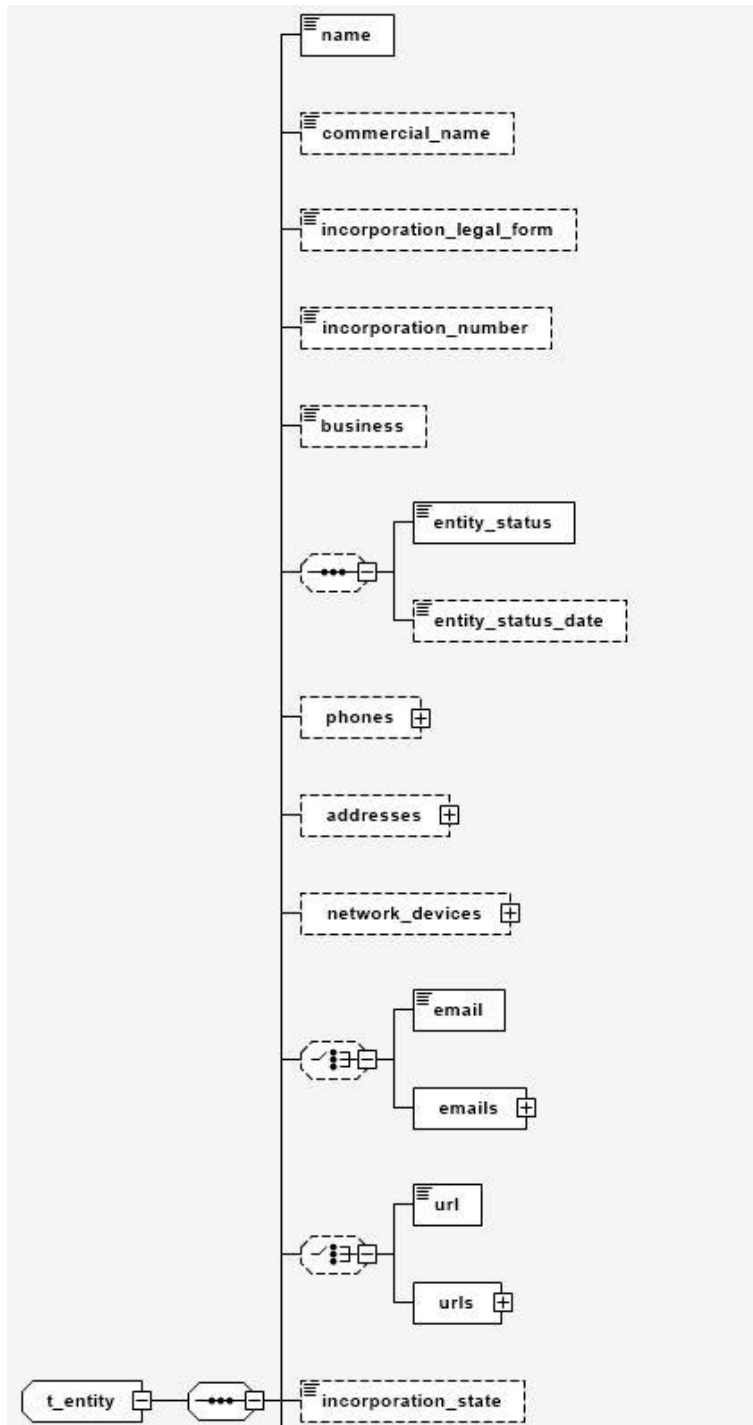 name
commercial_name
incorporation_legal_form
incorporation_number
business
entity_status
entity_status_date
phones
addresses
network_devices
email
emails
url
urls
t_entity
incorporation_state